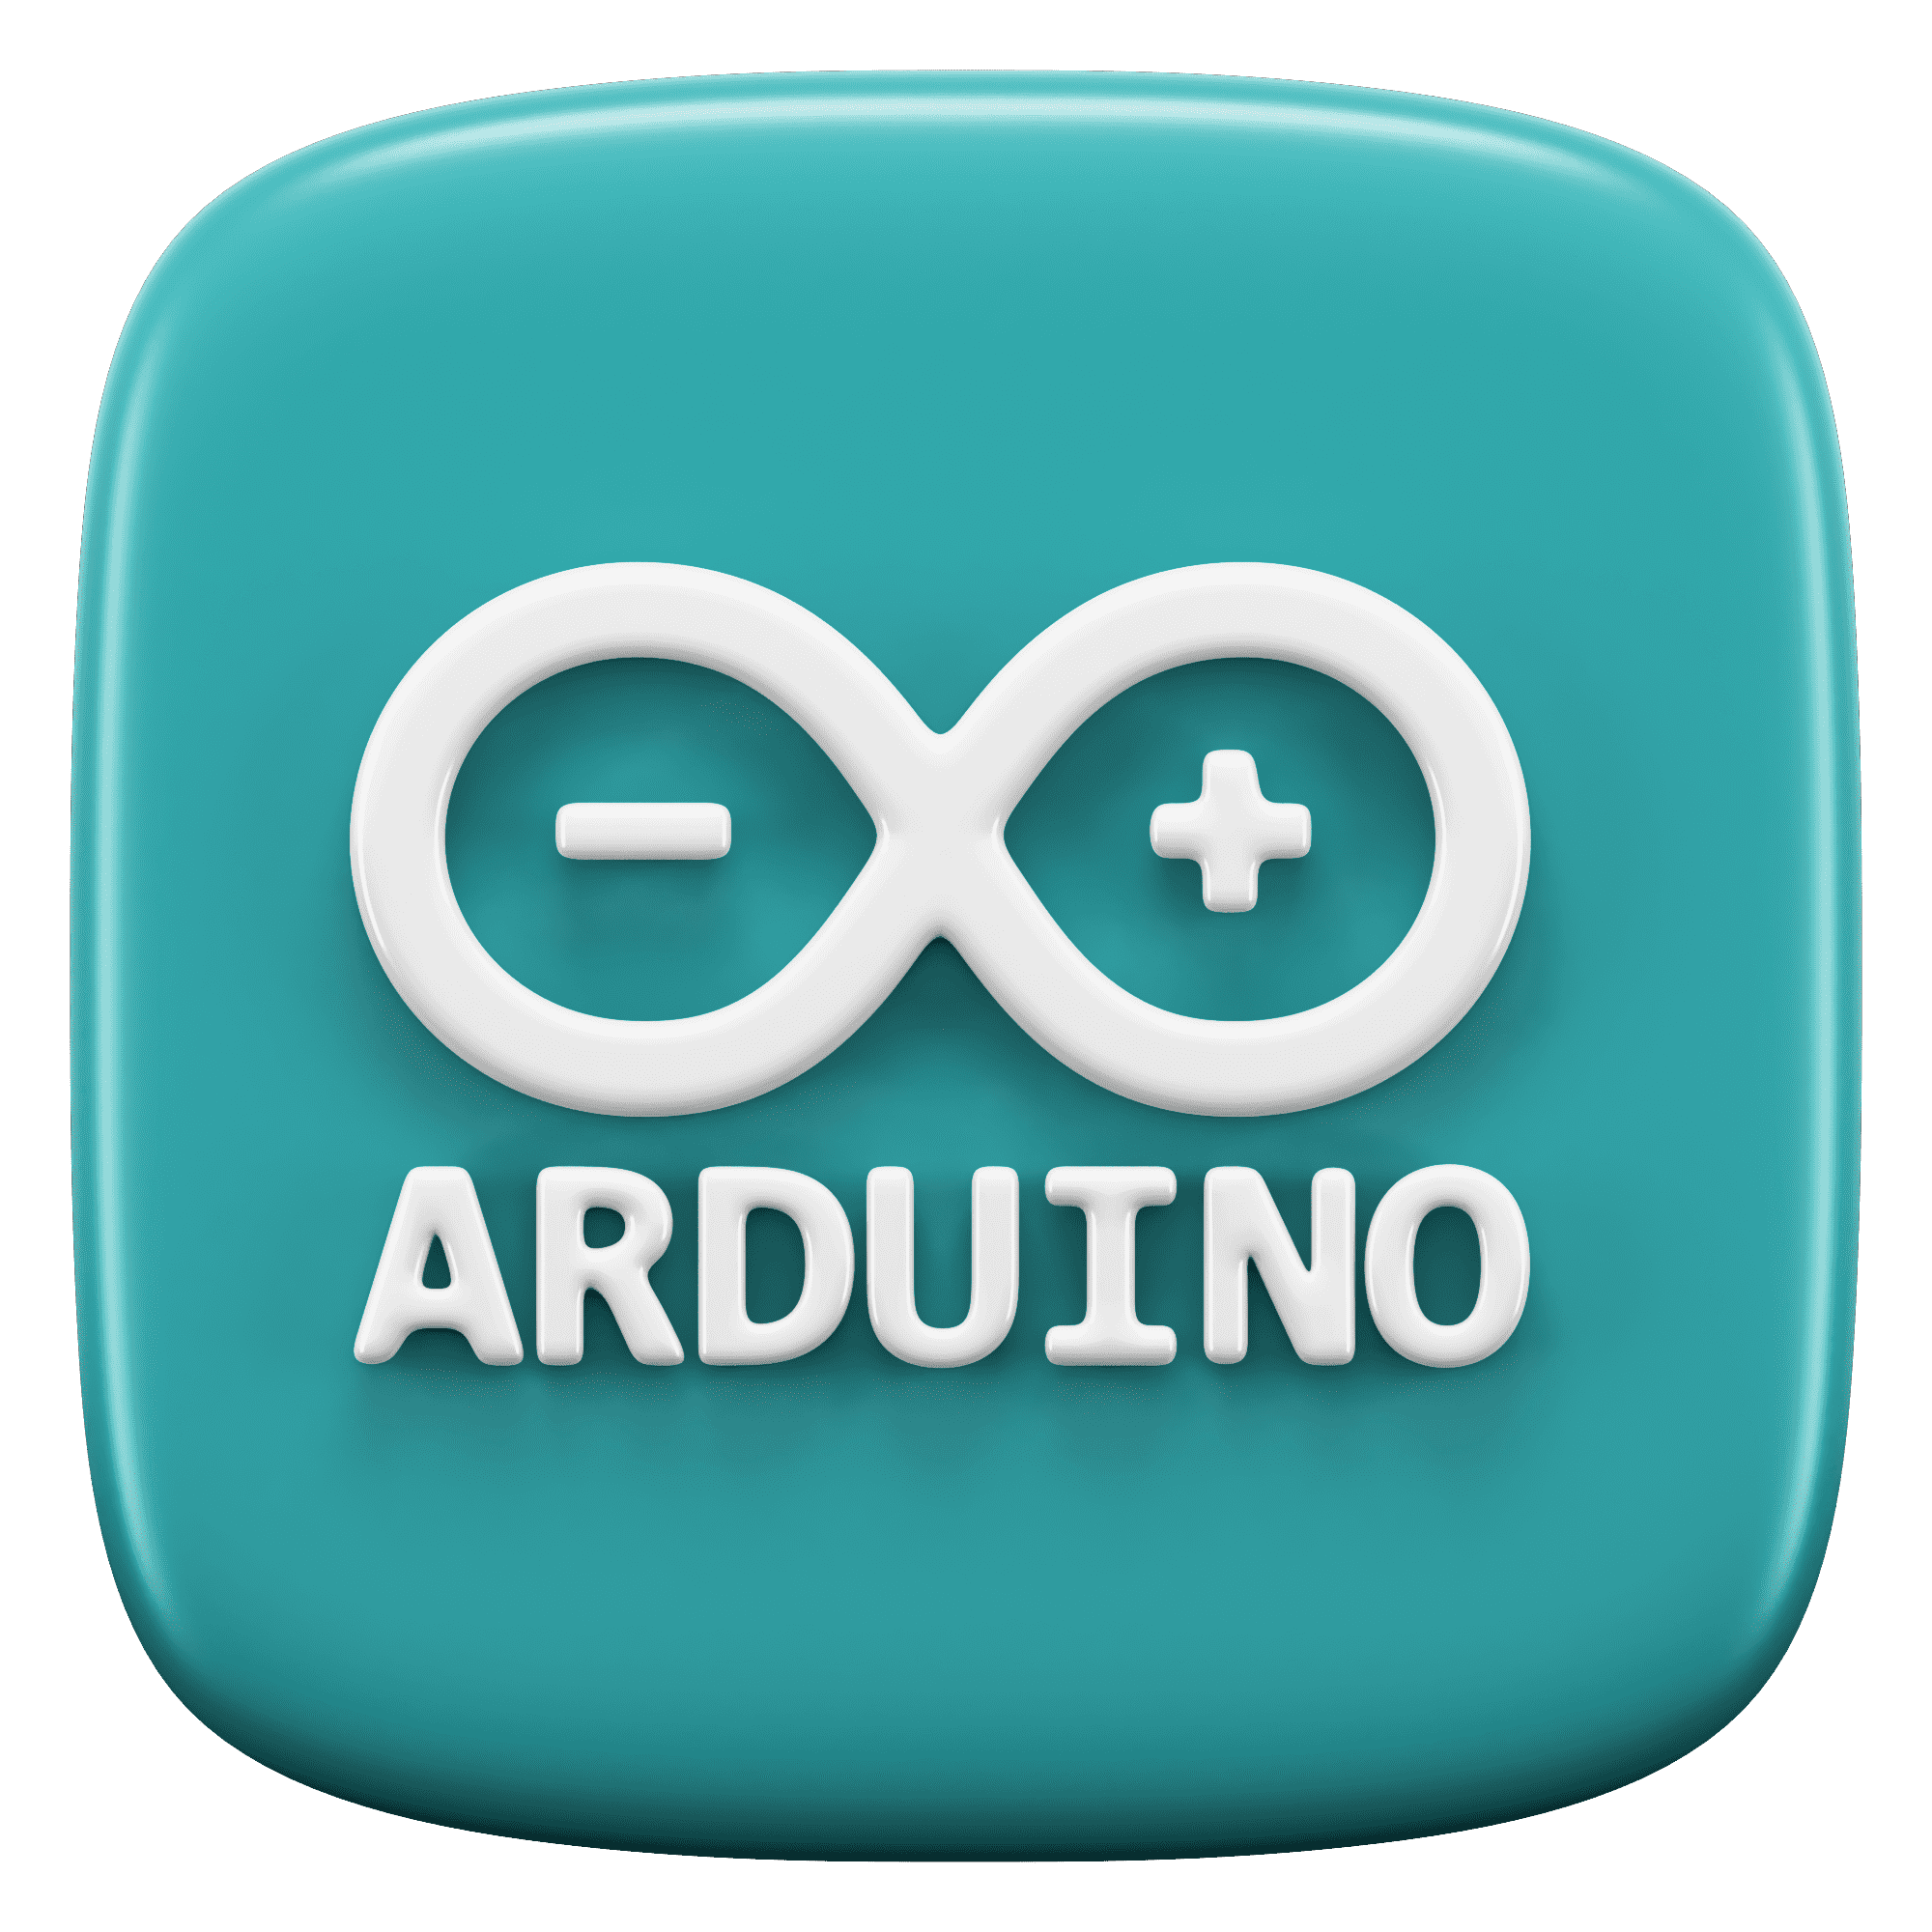 − +
ARDUINO